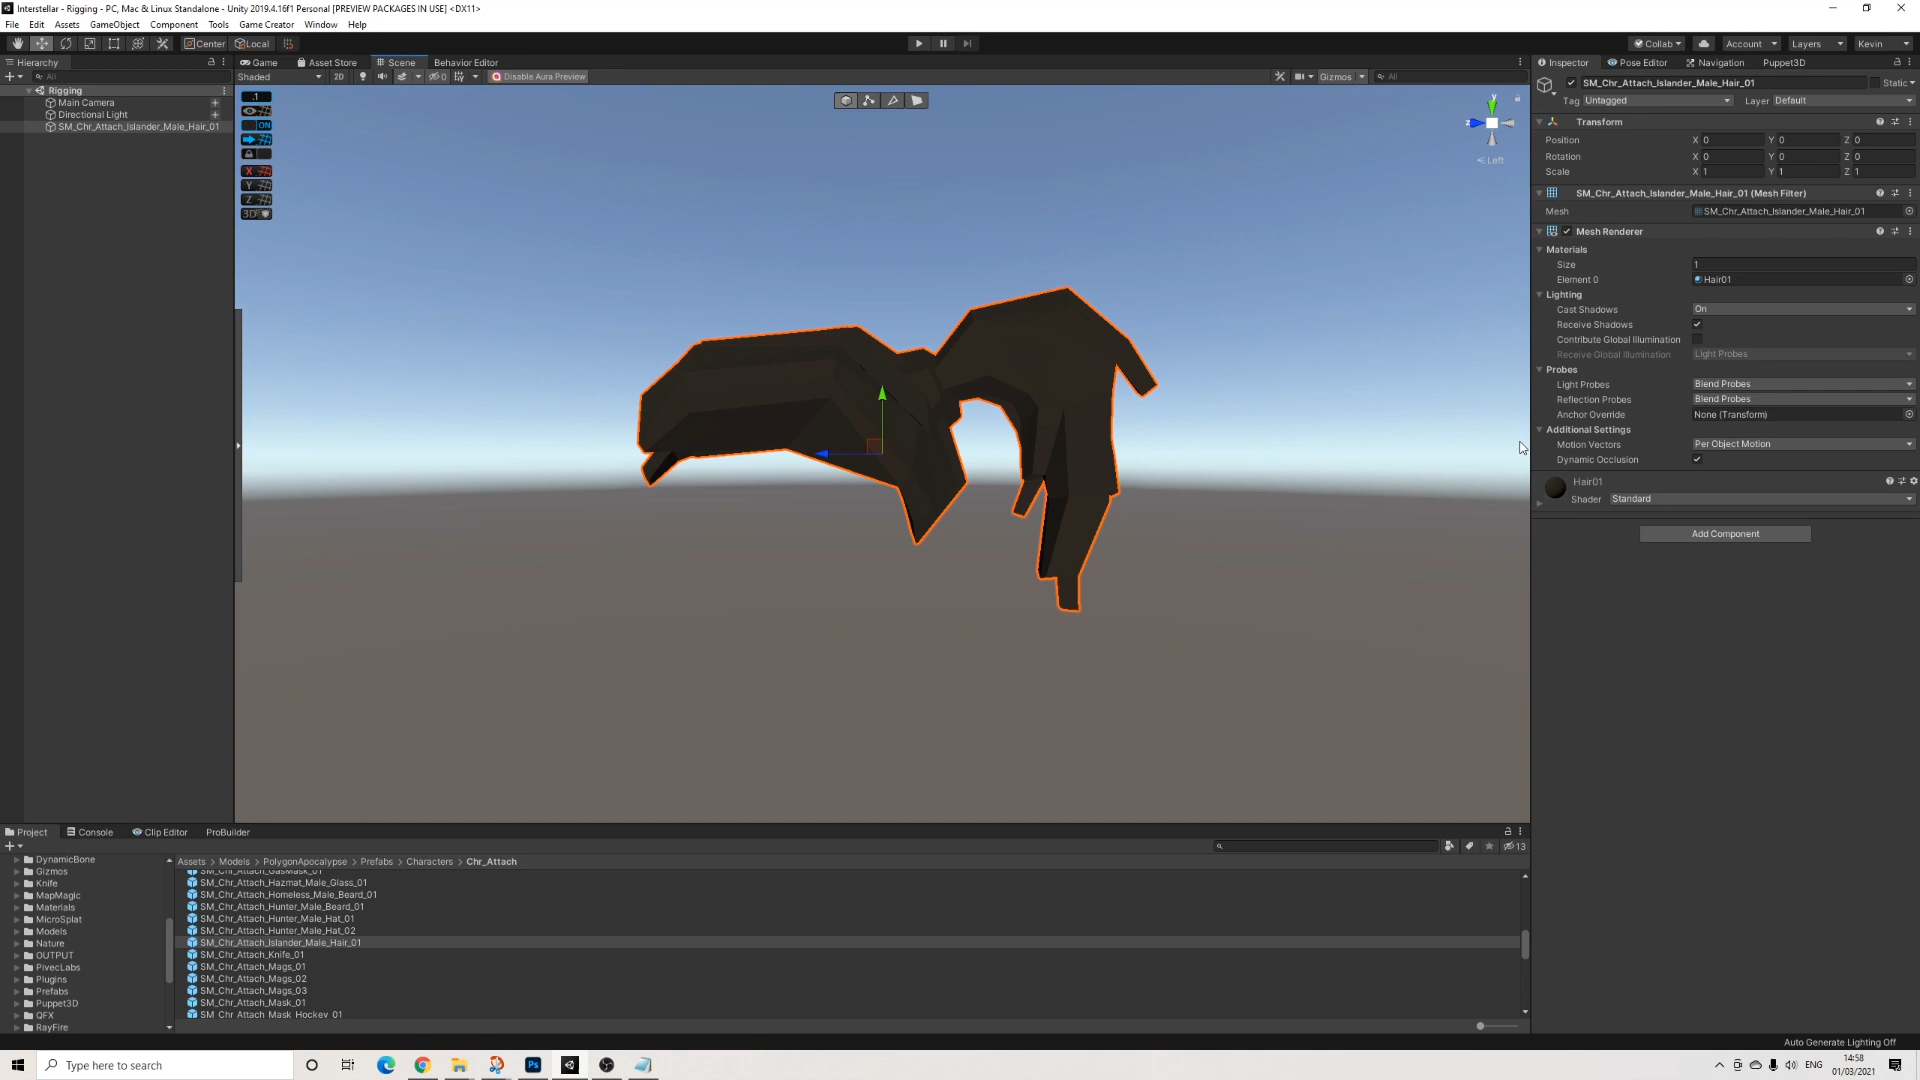 Interstellar - Rigging - PC, Mac & Linux Standalone - Unity 2019.4.16f1 Personal [PREVIEW PACKAGES IN USE] <DX11>
File Edit Assets GameObject Component Tools Game Creator Window Help
Center Local Collab Account Layers Kevin
Hierarchy Game Asset Store Scene Behavior Editor Inspector Pose Editor Navigation Puppet3D
All Shaded 2D 0 Disable Aura Preview Gizmos All
SM_Chr_Attach_Islander_Male_Hair_01 Static
Rigging
Main Camera
Directional Light
SM_Chr_Attach_Islander_Male_Hair_01
.1
ON
X
Y
Z
3D
y
z
Left
Tag Untagged Layer Default
Transform
Position X 0 Y 0 Z 0
Rotation X 0 Y 0 Z 0
Scale X 1 Y 1 Z 1
SM_Chr_Attach_Islander_Male_Hair_01 (Mesh Filter)
Mesh SM_Chr_Attach_Islander_Male_Hair_01
Mesh Renderer
Materials
Size 1
Element 0 Hair01
Lighting
Cast Shadows On
Receive Shadows
Contribute Global Illumination
Receive Global Illumination Light Probes
Probes
Light Probes Blend Probes
Reflection Probes Blend Probes
Anchor Override None (Transform)
Additional Settings
Motion Vectors Per Object Motion
Dynamic Occlusion
Hair01
Shader Standard
Add Component
Project Console Clip Editor ProBuilder
13
DynamicBone
Gizmos
Knife
MapMagic
Materials
MicroSplat
Models
Nature
OUTPUT
PivecLabs
Plugins
Prefabs
Puppet3D
QFX
RayFire
Assets > Models > PolygonApocalypse > Prefabs > Characters > Chr_Attach
SM_Chr_Attach_GasMask_01
SM_Chr_Attach_Hazmat_Male_Glass_01
SM_Chr_Attach_Homeless_Male_Beard_01
SM_Chr_Attach_Hunter_Male_Beard_01
SM_Chr_Attach_Hunter_Male_Hat_01
SM_Chr_Attach_Hunter_Male_Hat_02
SM_Chr_Attach_Islander_Male_Hair_01
SM_Chr_Attach_Knife_01
SM_Chr_Attach_Mags_01
SM_Chr_Attach_Mags_02
SM_Chr_Attach_Mags_03
SM_Chr_Attach_Mask_01
SM_Chr_Attach_Mask_Hockey_01
Auto Generate Lighting Off
Type here to search
Ps
ENG
14:58
01/03/2021